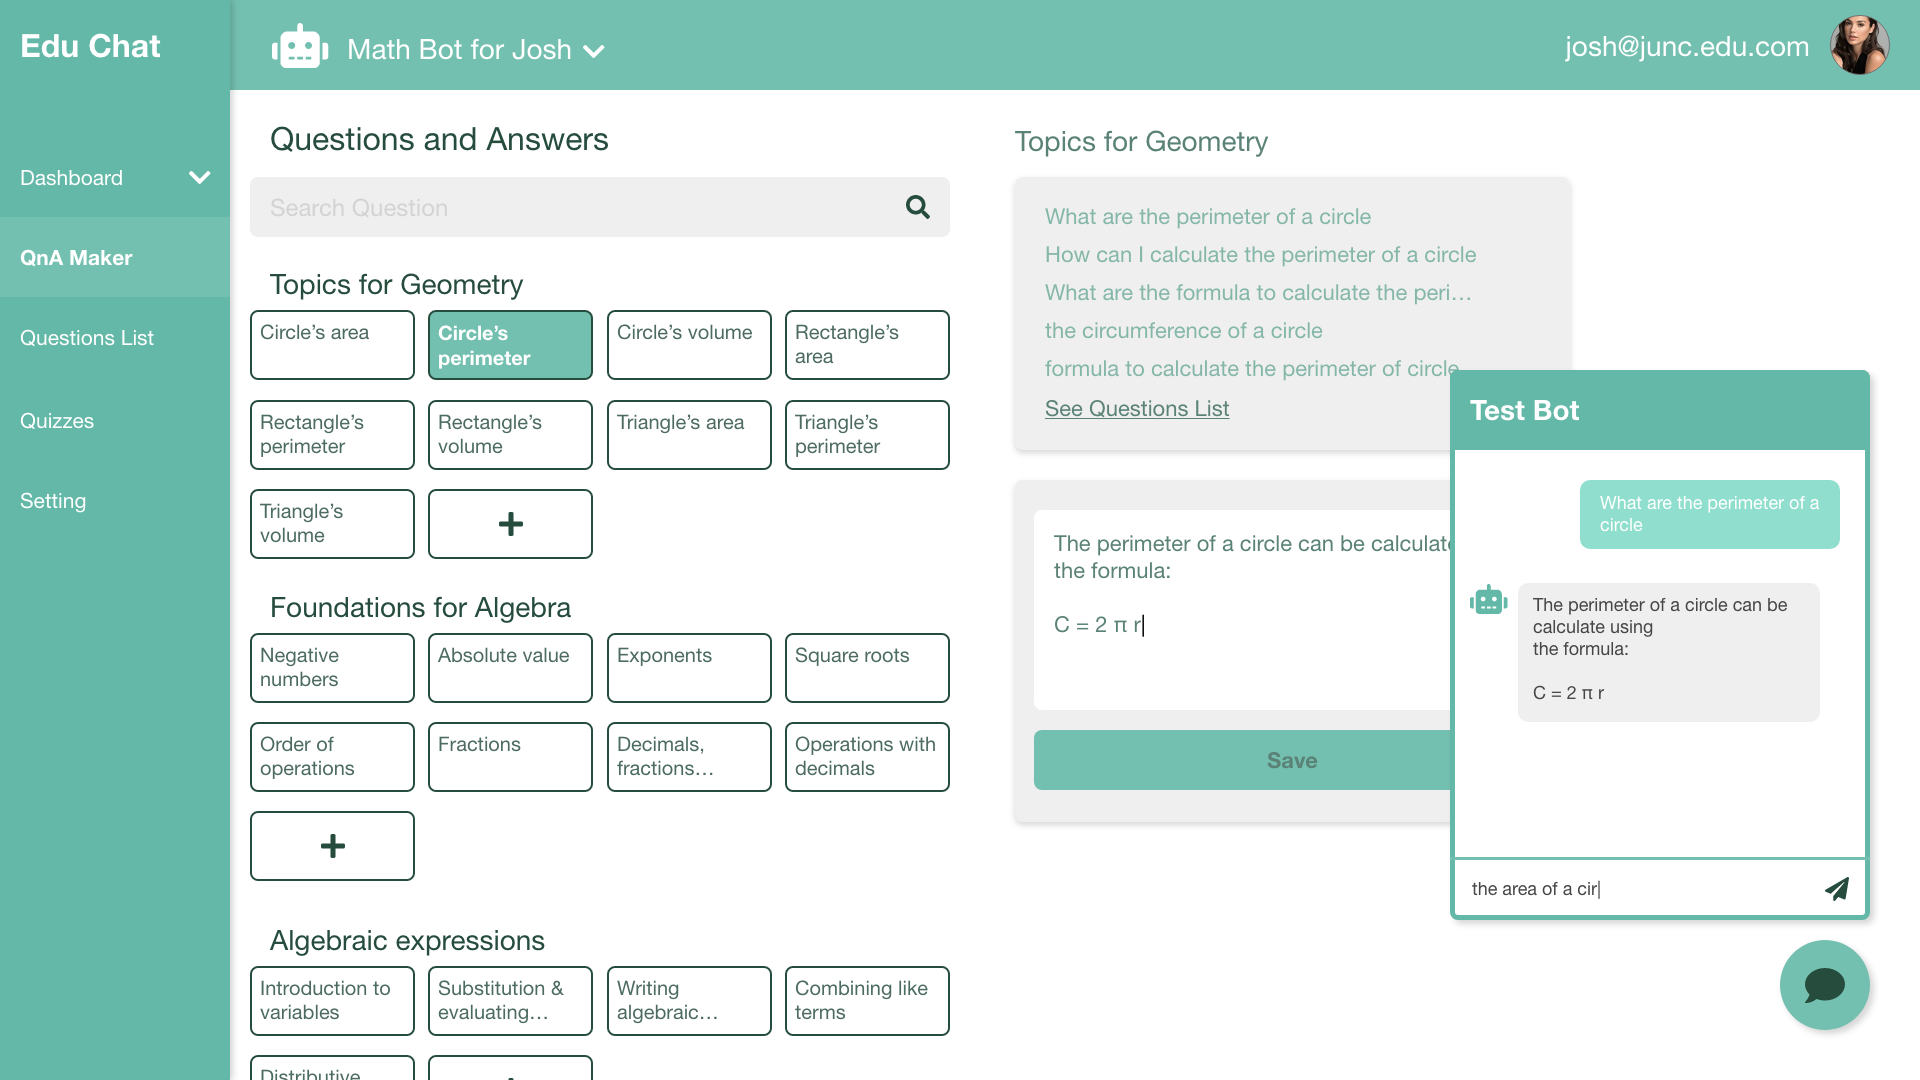 Edu Chat
Math Bot for Josh
josh@junc.edu.com
Dashboard
QnA Maker
Questions List
Quizzes
Setting
Questions and Answers
Search Question
Topics for Geometry
Circle’s area
Circle’s
perimeter
Circle’s volume
Rectangle’s
area
Rectangle’s
perimeter
Rectangle’s
volume
Triangle’s area
Triangle’s
perimeter
Triangle’s
volume
Foundations for Algebra
Negative
numbers
Absolute value
Exponents
Square roots
Order of
operations
Fractions
Decimals,
fractions…
Operations with
decimals
Algebraic expressions
Introduction to
variables
Substitution &
evaluating…
Writing
algebraic…
Combining like
terms
Distributive
Topics for Geometry
What are the perimeter of a circle
How can I calculate the perimeter of a circle
What are the formula to calculate the peri…
the circumference of a circle
formula to calculate the perimeter of circle
See Questions List
The perimeter of a circle can be calculate
the formula:
C = 2 π r
Save
Test Bot
What are the perimeter of a
circle
The perimeter of a circle can be
calculate using
the formula:
C = 2 π r
the area of a cir